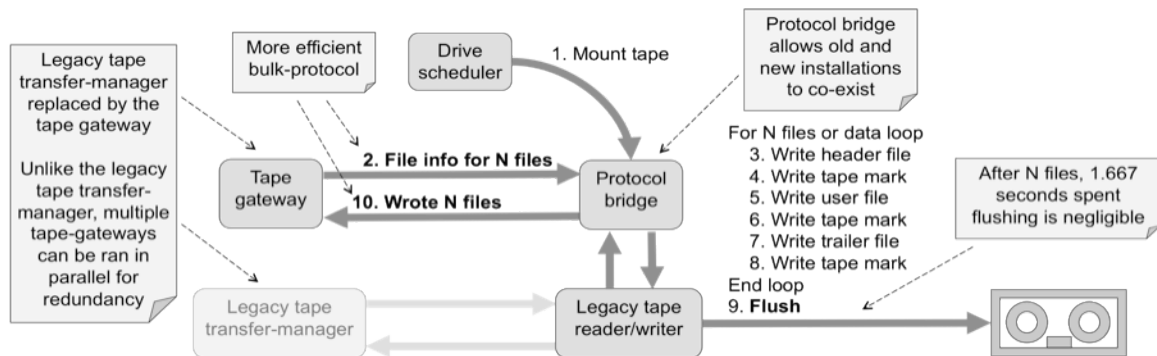 Legacy tape
transfer-manager
replaced by the
tape gateway
Unlike the legacy
tape transfer-
manager, multiple
tape-gateways
can be ran in
parallel for
redundancy
More efficient
bulk-protocol
Drive
scheduler
1. Mount tape
Protocol bridge
allows old and
new installations
to co-exist
Tape
gateway
2. File info for N files
10. Wrote N files
Protocol
bridge
For N files or data loop
3. Write header file
4. Write tape mark
5. Write user file
6. Write tape mark
7. Write trailer file
8. Write tape mark
End loop
9. Flush
After N files, 1.667
seconds spent
flushing is negligible
Legacy tape
transfer-manager
Legacy tape
reader/writer